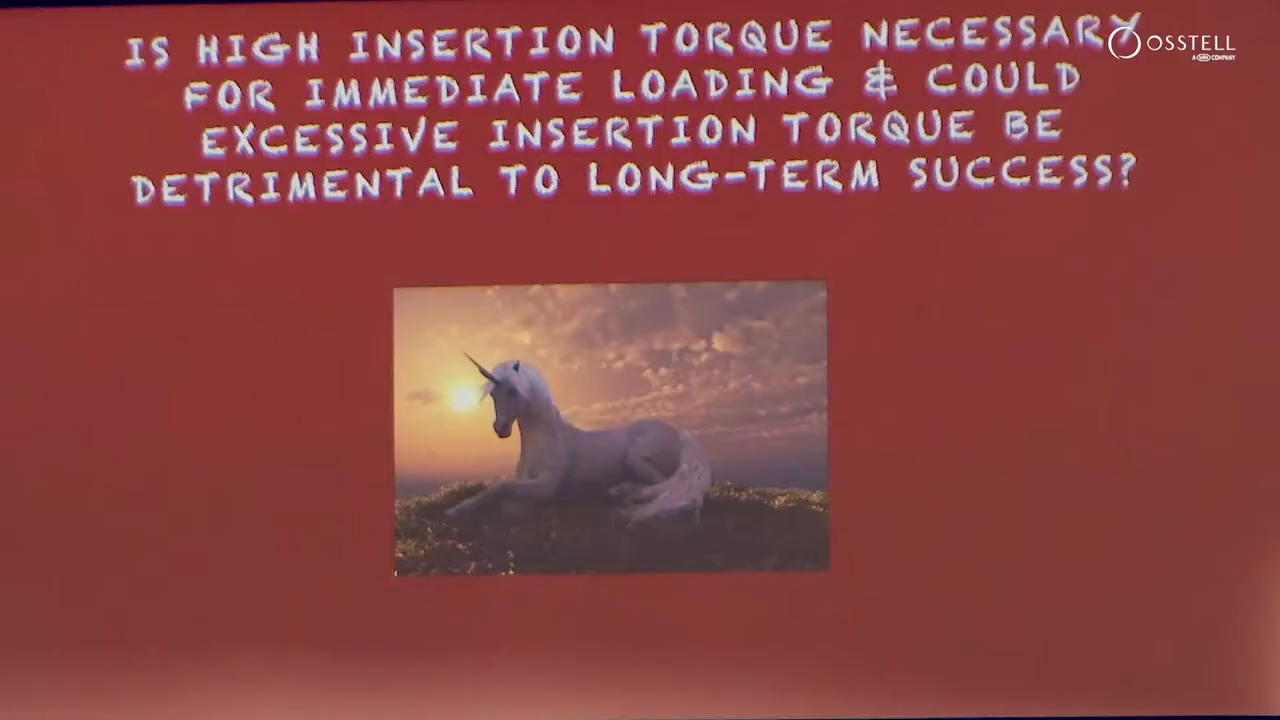 IS HIGH INSERTION TORQUE NECESSARY
FOR IMMEDIATE LOADING & COULD
EXCESSIVE INSERTION TORQUE BE
DETRIMENTAL TO LONG-TERM SUCCESS?
OSSTELL
A W&H COMPANY